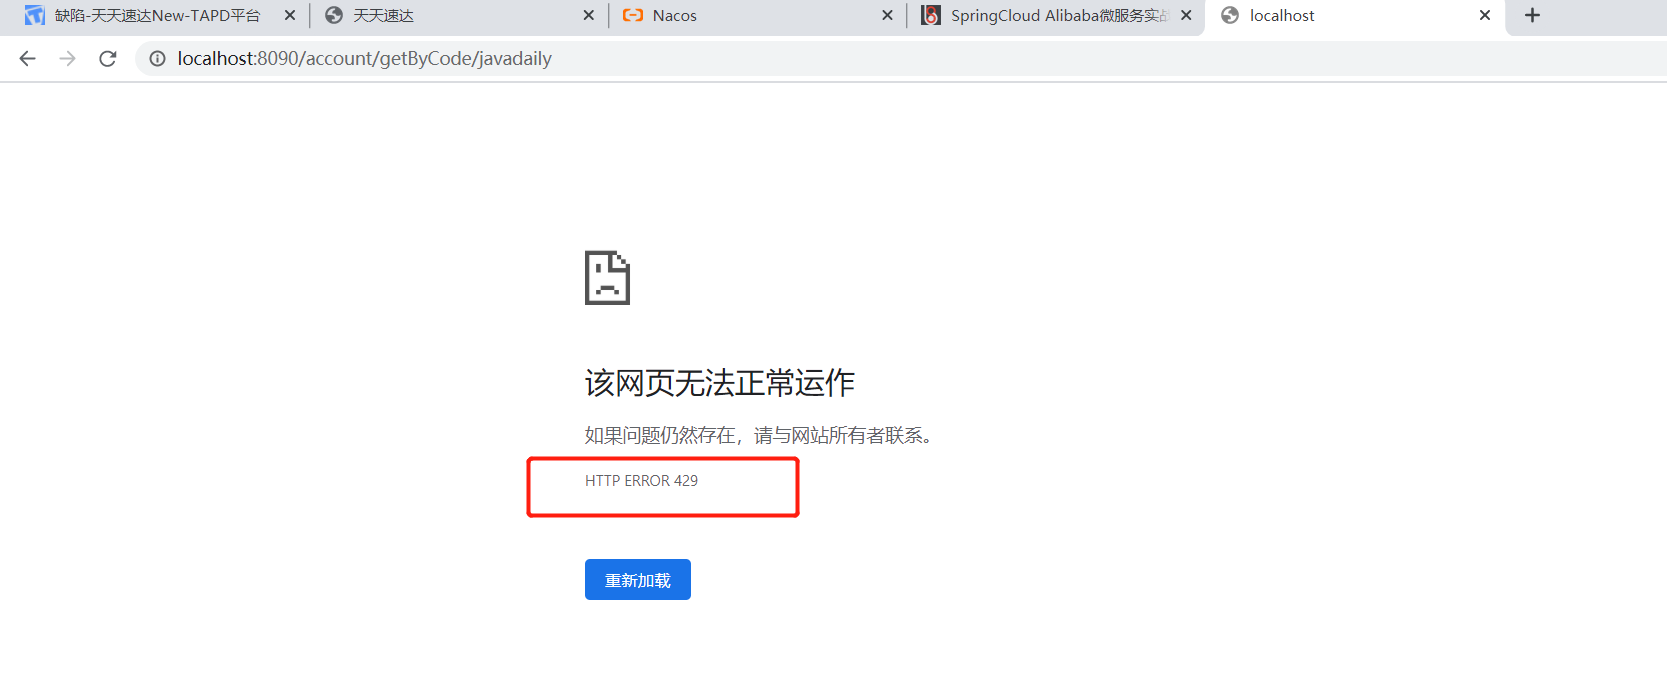 缺陷-天天速达New-TAPD平台
天天速达
Nacos
SpringCloud Alibaba微服务实战
localhost
localhost:8090/account/getByCode/javadaily
该网页无法正常运作
如果问题仍然存在，请与网站所有者联系。
HTTP ERROR 429
重新加载